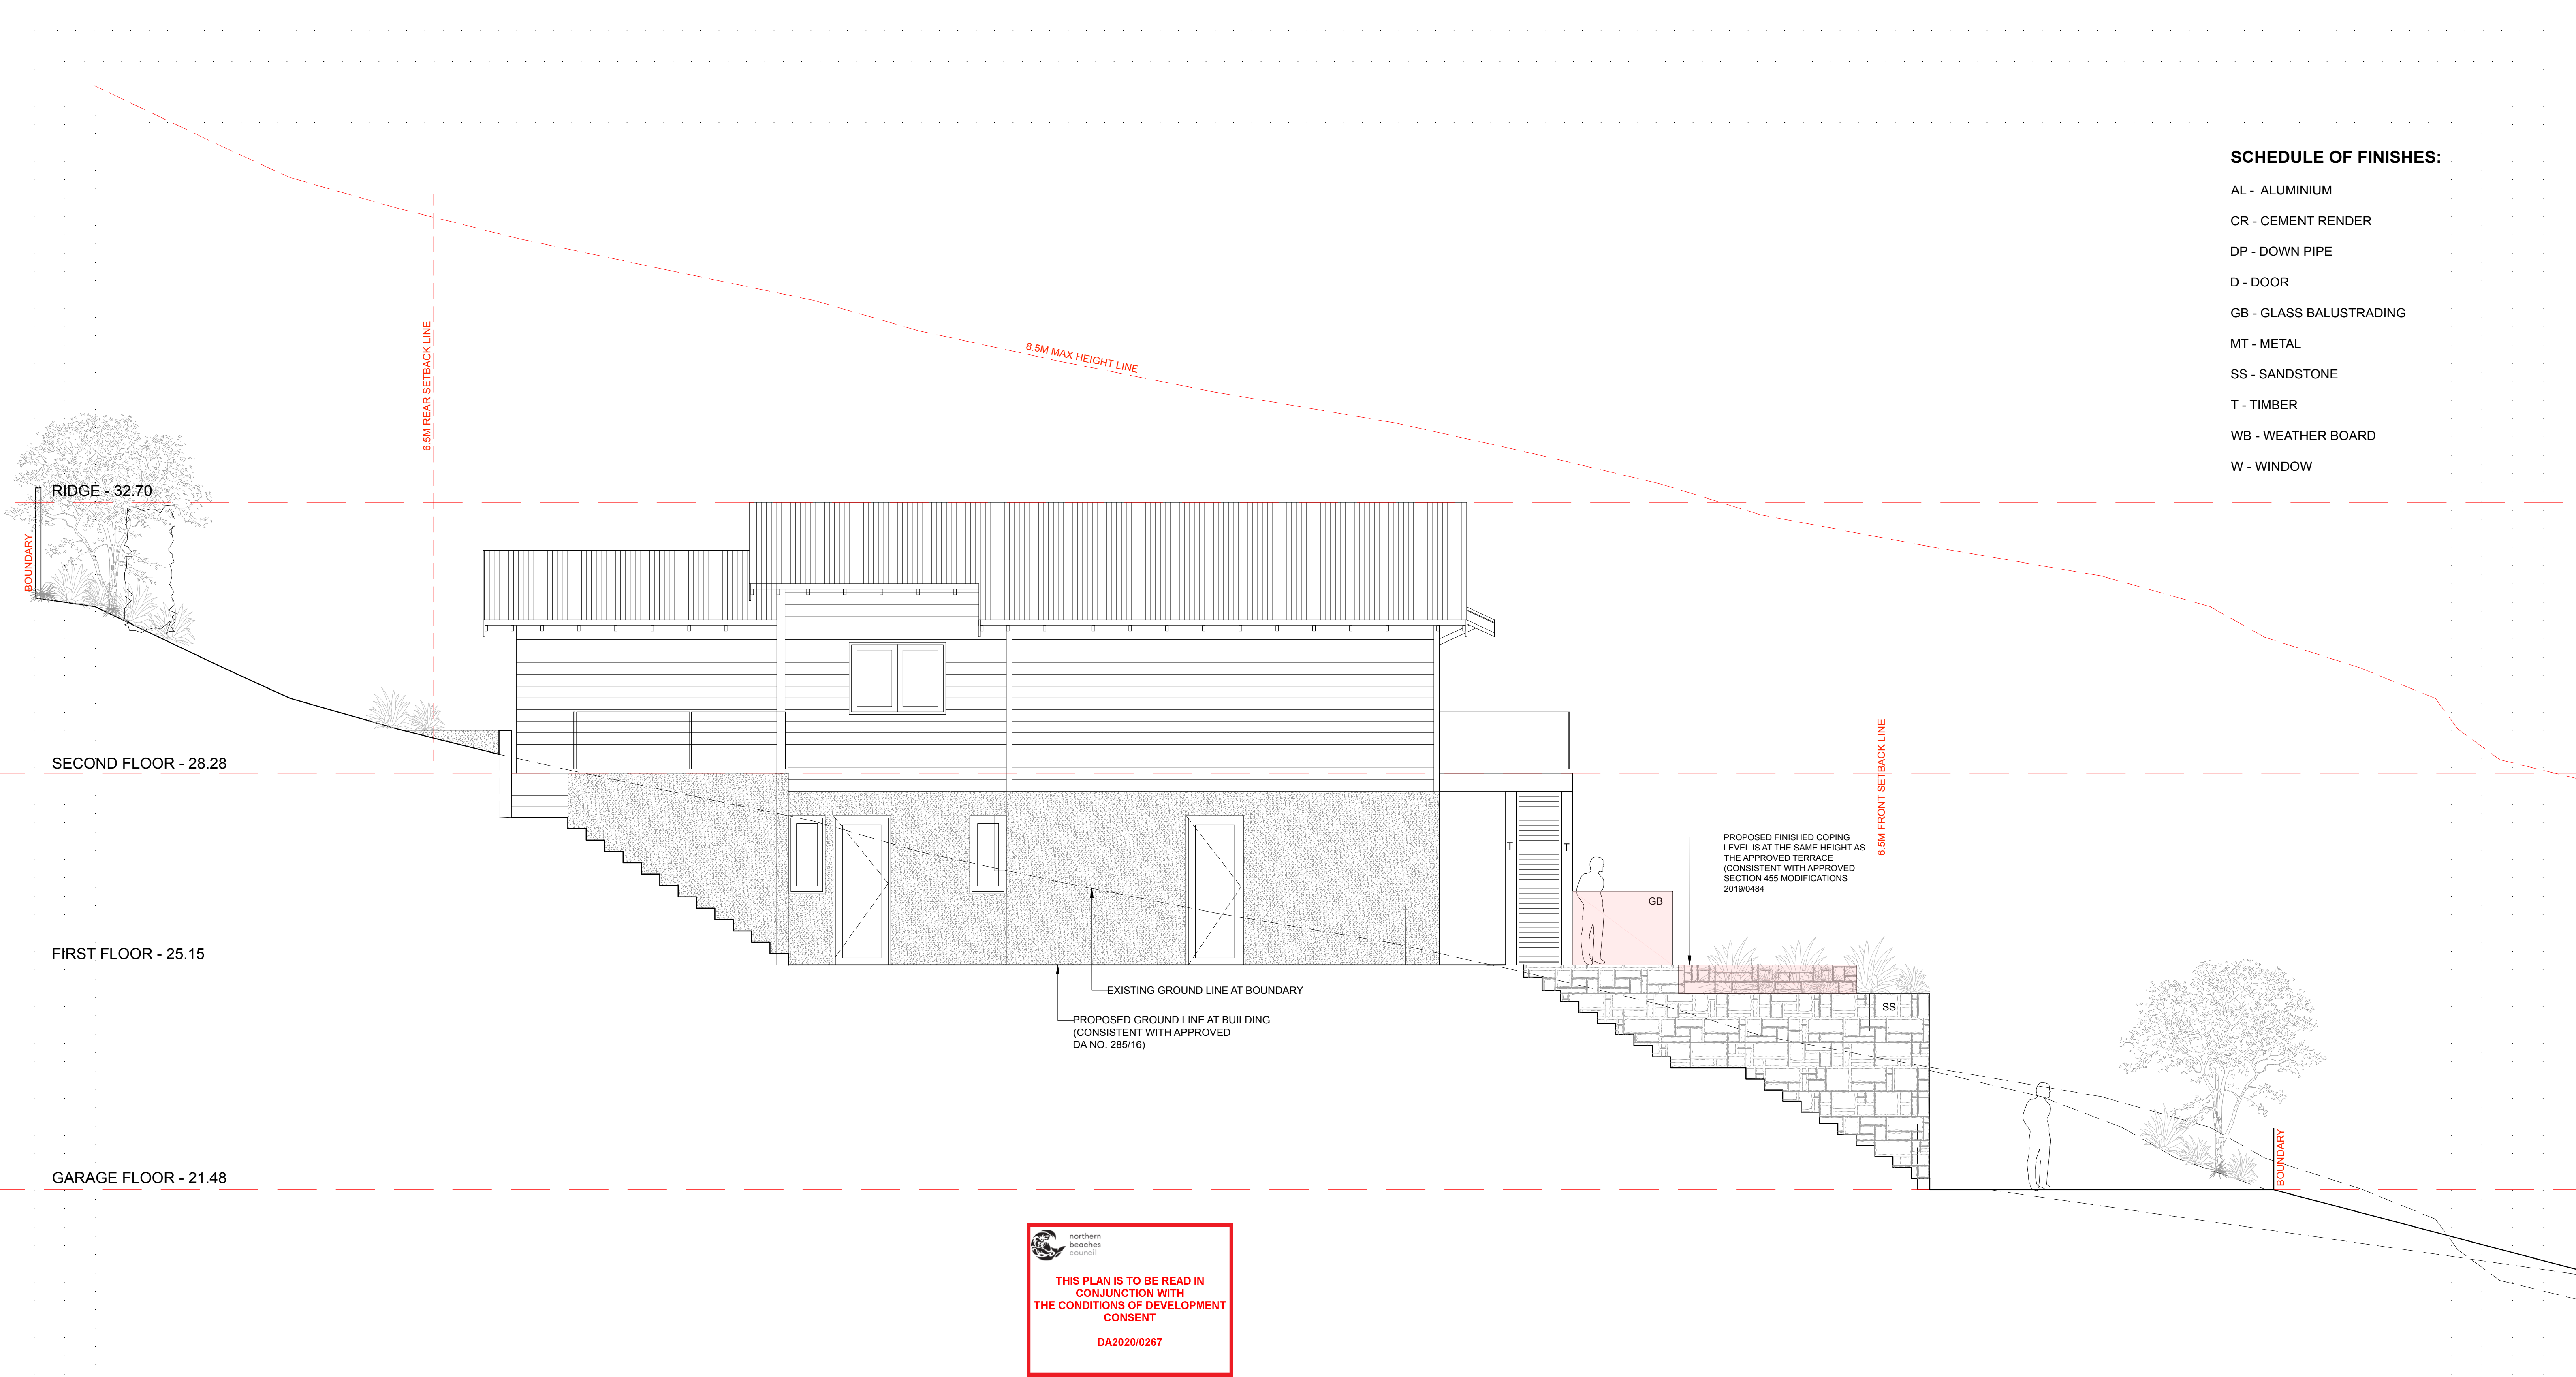 SCHEDULE OF FINISHES:
AL - ALUMINIUM
CR - CEMENT RENDER
DP - DOWN PIPE
D - DOOR
GB - GLASS BALUSTRADING
MT - METAL
SS - SANDSTONE
T - TIMBER
WB - WEATHER BOARD
W - WINDOW
8.5M MAX HEIGHT LINE
6.5M REAR SETBACK LINE
RIDGE - 32.70
BOUNDARY
SECOND FLOOR - 28.28
6.5M FRONT SETBACK LINE
PROPOSED FINISHED COPING
LEVEL IS AT THE SAME HEIGHT AS
THE APPROVED TERRACE
(CONSISTENT WITH APPROVED
SECTION 455 MODIFICATIONS
2019/0484
T
T
GB
FIRST FLOOR - 25.15
EXISTING GROUND LINE AT BOUNDARY
SS
PROPOSED GROUND LINE AT BUILDING
(CONSISTENT WITH APPROVED
DA NO. 285/16)
BOUNDARY
GARAGE FLOOR - 21.48
northern
beaches
council
THIS PLAN IS TO BE READ IN
CONJUNCTION WITH
THE CONDITIONS OF DEVELOPMENT
CONSENT
DA2020/0267